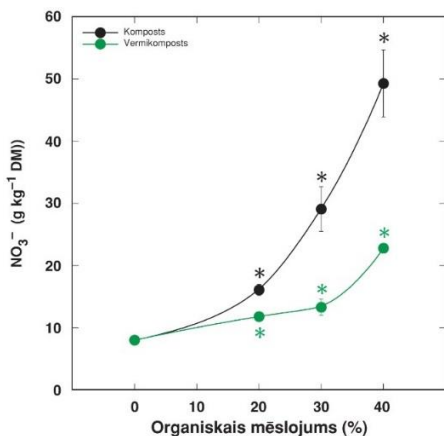 60
50
40
30
20
10
0
NO₃⁻ (g kg⁻¹ DM))
Komposts
Vermikomposts
*
*
*
*
*
*
0 10 20 30 40
Organiskais mēslojums (%)